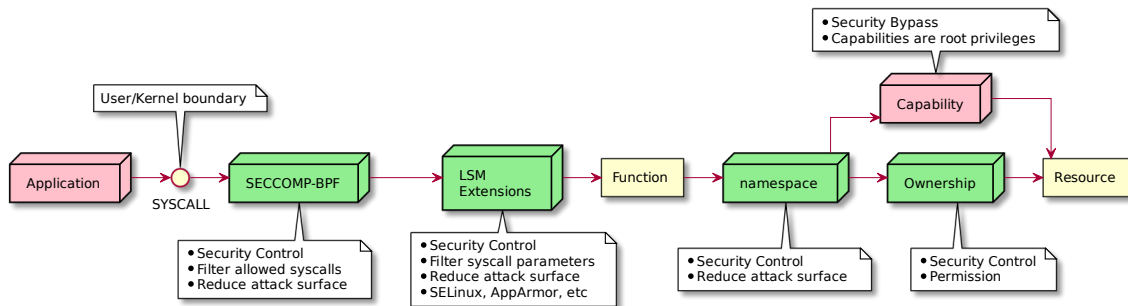 • Security Bypass
• Capabilities are root privileges
User/Kernel boundary
Capability
Application
SYSCALL
SECCOMP-BPF
LSM
Extensions
Function
namespace
Ownership
Resource
• Security Control
• Filter allowed syscalls
• Reduce attack surface
• Security Control
• Filter syscall parameters
• Reduce attack surface
• SELinux, AppArmor, etc
• Security Control
• Reduce attack surface
• Security Control
• Permission